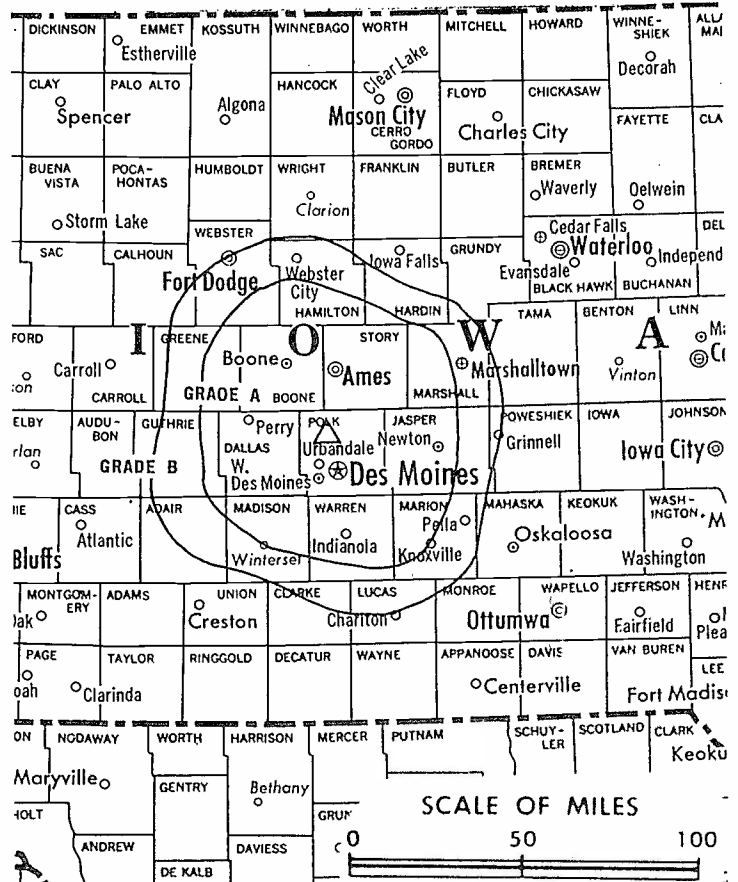 DICKINSON EMMET KOSSUTH WINNEBAGO WORTH MITCHELL HOWARD WINNE-
SHIEK
Estherville
Decorah
CLAY PALO ALTO HANCOCK Clear Lake FLOYD CHICKASAW
Spencer
Algona
Mason City
CERRO
GORDO
Charles City
FAYETTE
BUENA
VISTA
POCA-
HONTAS
HUMBOLDT WRIGHT FRANKLIN BUTLER BREMER
Waverly
Oelwein
Clarion
Storm Lake
WEBSTER
Cedar Falls
Waterloo
SAC CALHOUN
Fort Dodge
Webster
City
Iowa Falls
GRUNDY
Evansdale
Independ
BLACK HAWK BUCHANAN
HAMILTON HARDIN TAMA BENTON LINN
I O W A
FORD GREENE STORY
Carroll
Boone
Ames
Marshalltown
Vinton
CARROLL GRADE A BOONE MARSHALL
ELBY AUDU-
BON
GUTHRIE
Perry
POLK JASPER POWESHIEK IOWA JOHNSON
DALLAS
Urbandale
Newton
Grinnell
Iowa City
GRADE B
W.
Des Moines
Des Moines
CASS ADAIR MADISON WARREN MARION MAHASKA KEOKUK WASH-
INGTON
Atlantic
Pella
Oskaloosa
Bluffs
Winterset
Indianola
Knoxville
Washington
MONTGOM-
ERY
ADAMS UNION CLARKE LUCAS MONROE WAPELLO JEFFERSON HENR
Creston
Chariton
Ottumwa
Fairfield
Plea
PAGE TAYLOR RINGGOLD DECATUR WAYNE APPANOOSE DAVIS VAN BUREN LEE
Clarinda
Centerville
Fort Madis
NODAWAY WORTH HARRISON MERCER PUTNAM SCHUY-
LER
SCOTLAND CLARK
Keoku
Maryville
GENTRY
Bethany
HOLT
GRUN
SCALE OF MILES
ANDREW DAVIESS
0 50 100
DE KALB